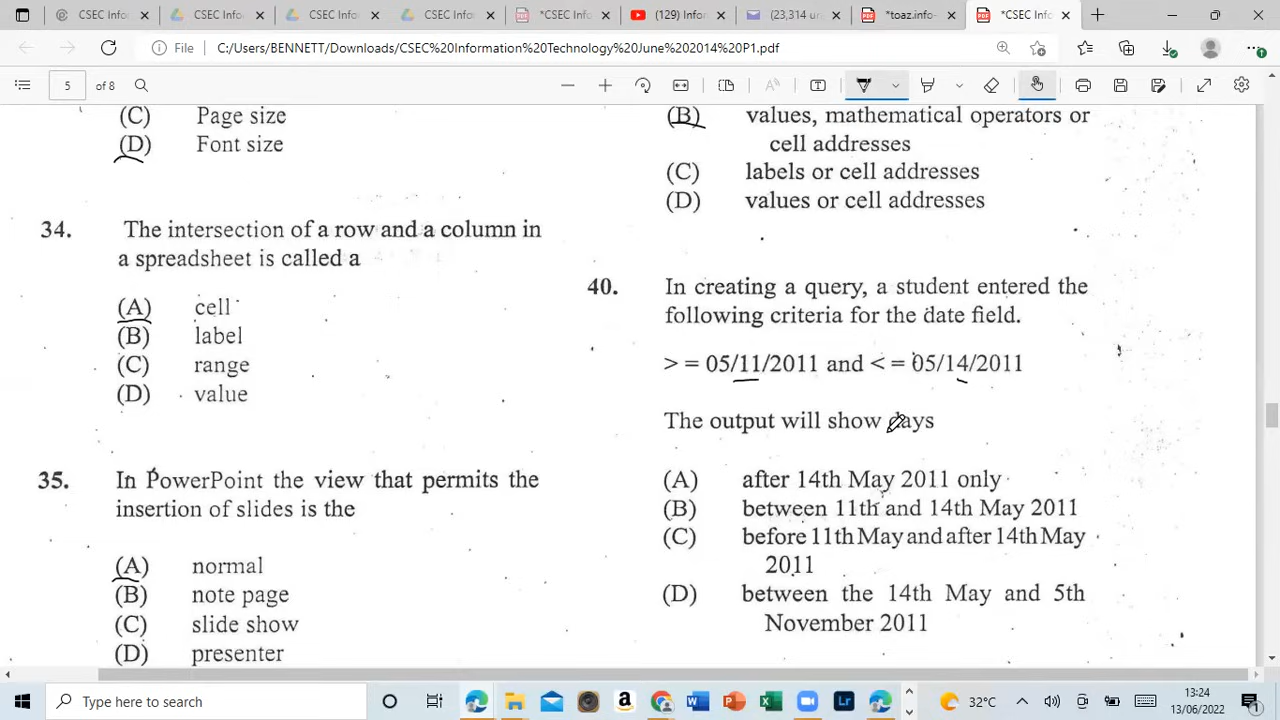 CSEC Infor
CSEC Infor
CSEC Infor
CSEC Infor
*CSEC Info
(129) Inform
(23,314 un
*toaz.info-
*CSEC Info
File
C:/Users/BENNETT/Downloads/CSEC%20Information%20Technology%20June%202014%20P1.pdf
5 of 8
(C) Page size
(D) Font size
34. The intersection of a row and a column in
a spreadsheet is called a
(A) cell
(B) label
(C) range
(D) value
35. In PowerPoint the view that permits the
insertion of slides is the
(A) normal
(B) note page
(C) slide show
(D) presenter
(B) values, mathematical operators or
cell addresses
(C) labels or cell addresses
(D) values or cell addresses
40. In creating a query, a student entered the
following criteria for the date field.
> = 05/11/2011 and < = 05/14/2011
The output will show days
(A) after 14th May 2011 only
(B) between 11th and 14th May 2011
(C) before 11th May and after 14th May
2011
(D) between the 14th May and 5th
November 2011
Type here to search
32°C
13:24
13/06/2022